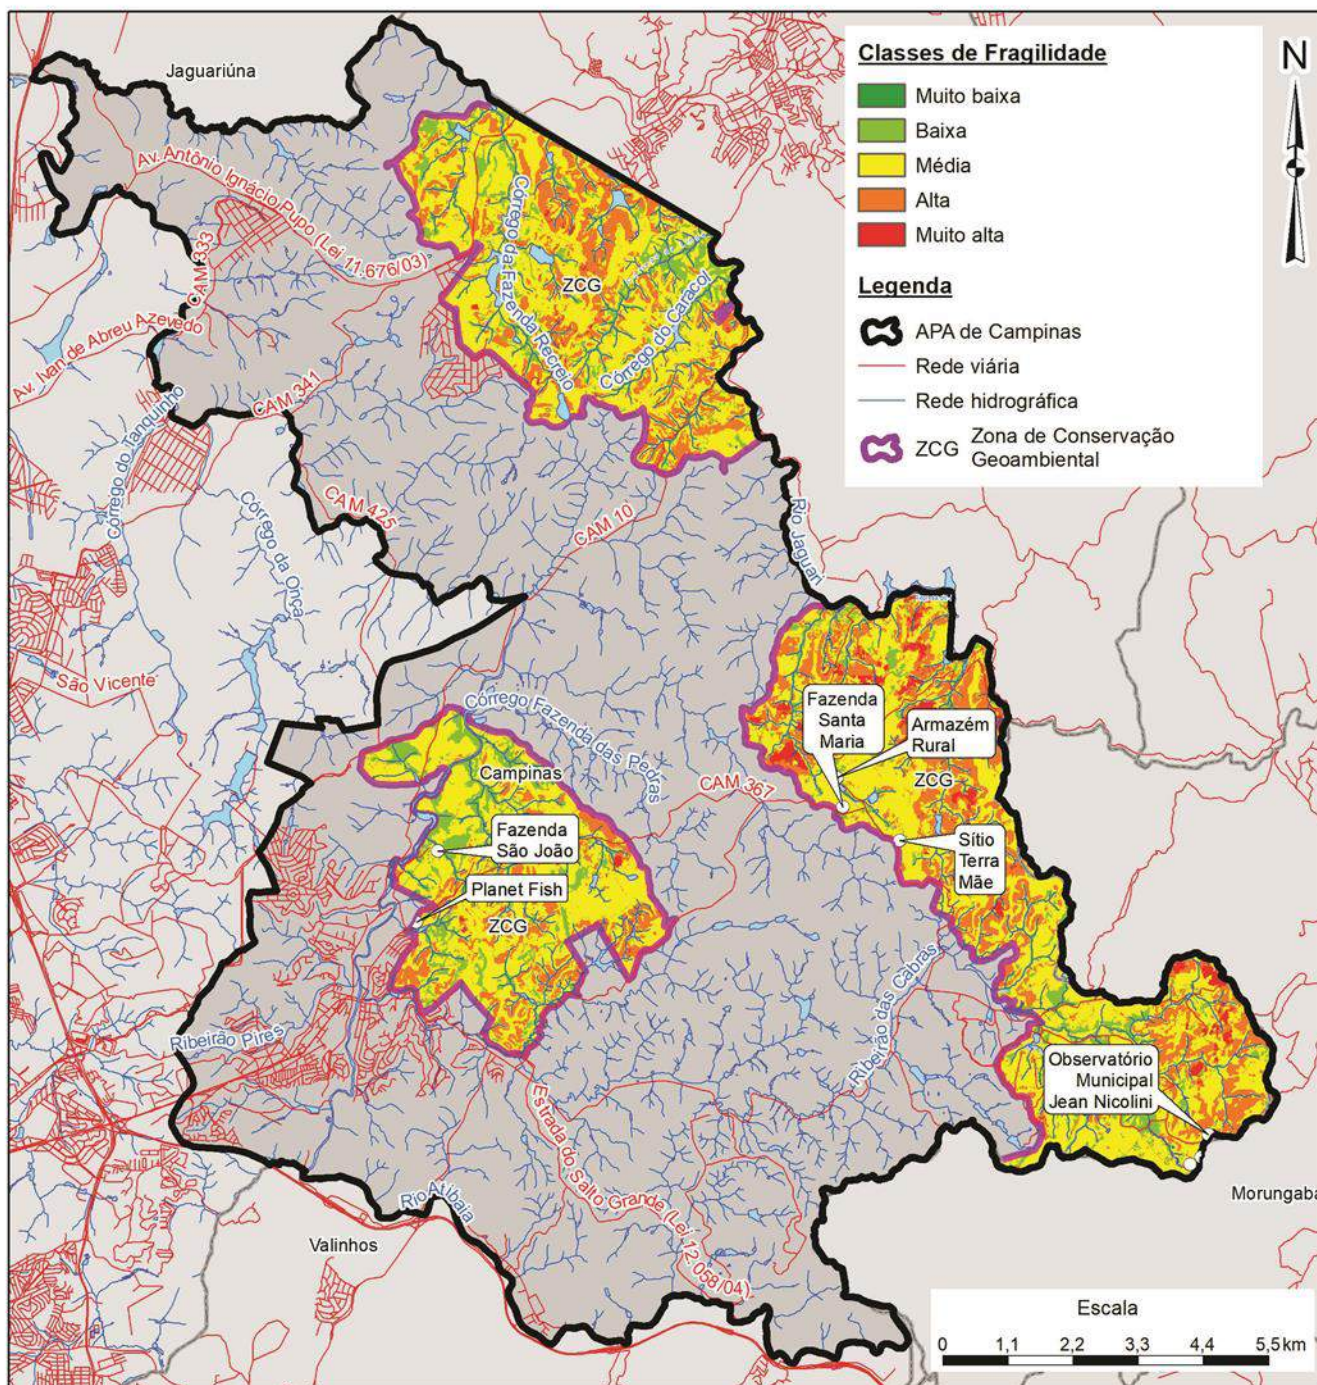 Classes de Fragilidade
Muito baixa
Baixa
Média
Alta
Muito alta
Legenda
APA de Campinas
Rede viária
Rede hidrográfica
ZCG Zona de Conservação
Geoambiental
N
Jaguariúna
Av. Antônio Ignácio Pupo (Lei 11.676/03)
CAM 333
Av. Ivan de Abreu Azevedo
CAM 341
Córrego do Tanquinho
Córrego da Onça
CAM 425
CAM 10
Córrego da Fazenda Recreio
ZCG
Córrego do Caracol
Rio Jaguari
São Vicente
Córrego Fazenda das Pedras
Campinas
CAM 367
Fazenda
Santa
Maria
Armazém
Rural
ZCG
Sítio
Terra
Mãe
Fazenda
São João
Planet Fish
ZCG
Ribeirão das Cabras
Ribeirão Pires
Observatório
Municipal
Jean Nicolini
Estrada do Salto Grande (Lei 12.058/04)
Rio Atibaia
Valinhos
Morungaba
Escala
0 1,1 2,2 3,3 4,4 5,5 km